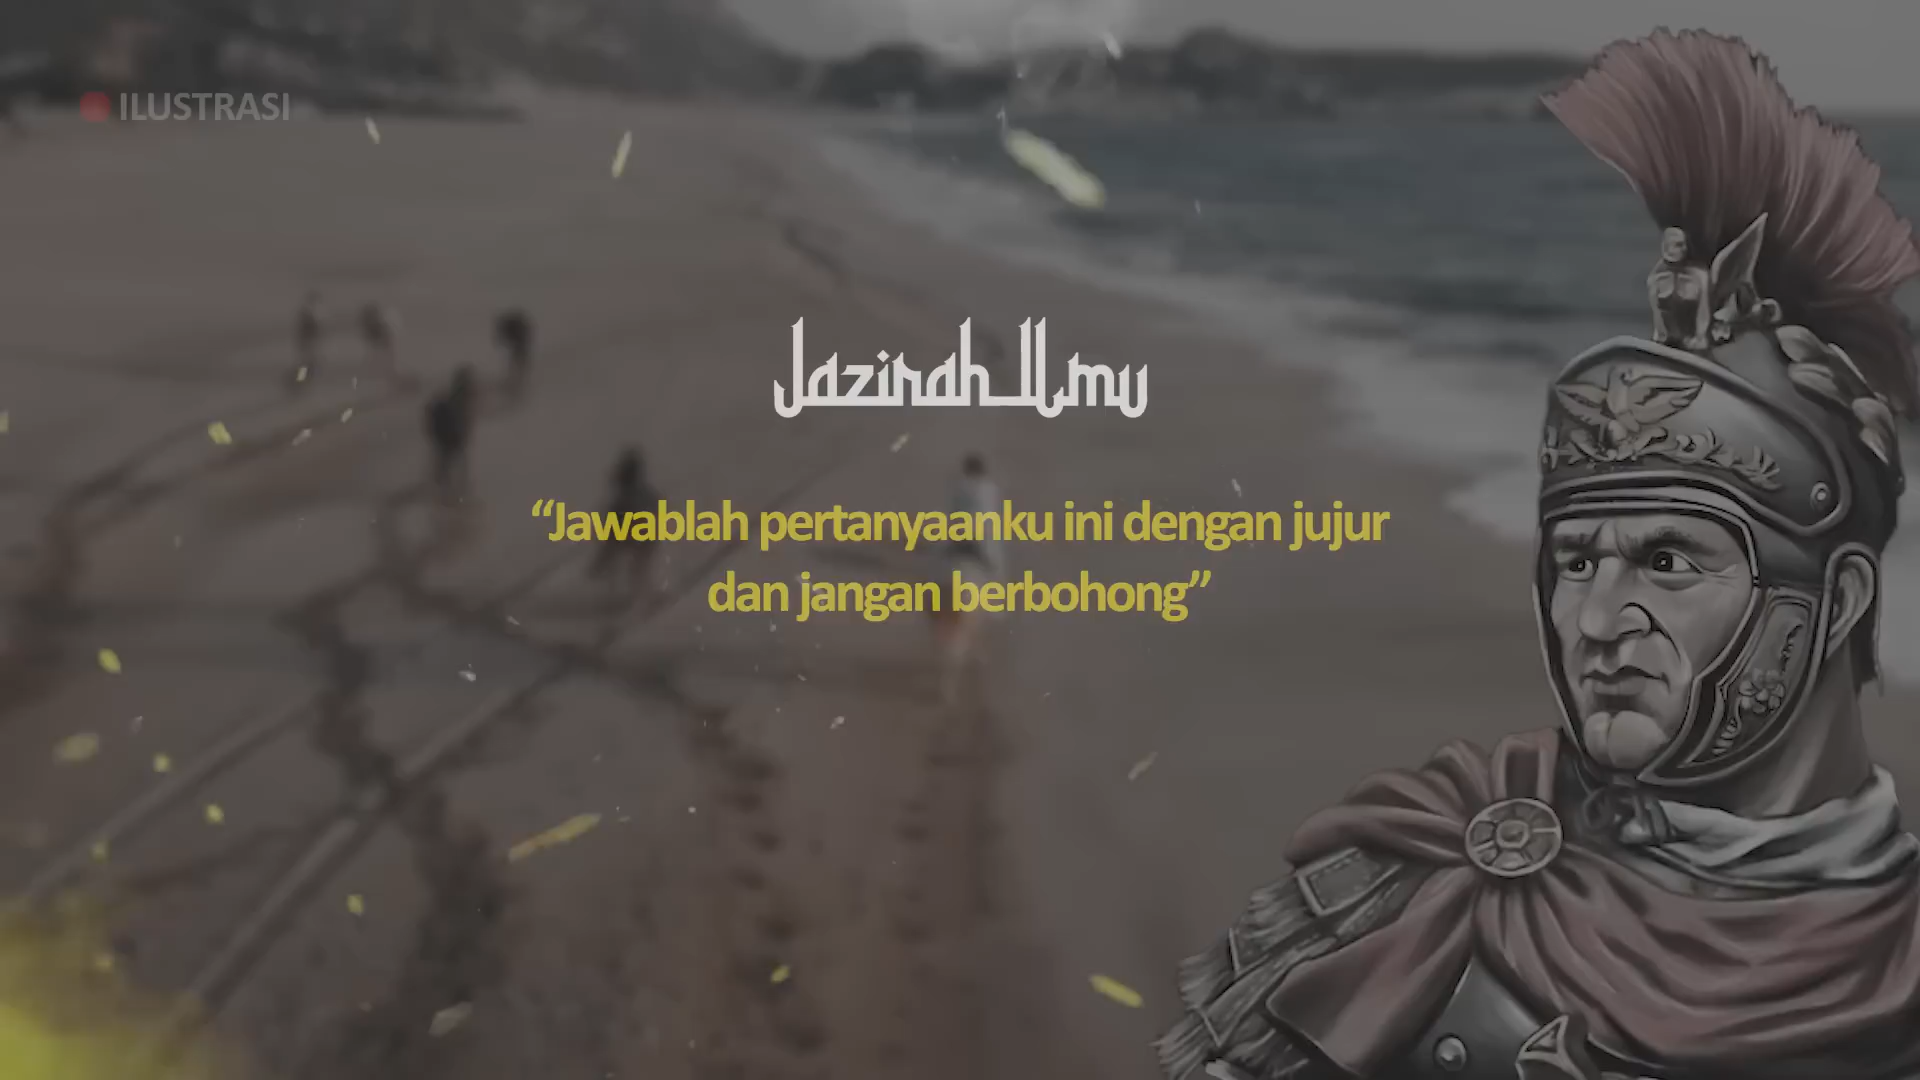 ILUSTRASI
Jazirah Ilmu
“Jawablah pertanyaanku ini dengan jujur
dan jangan berbohong”